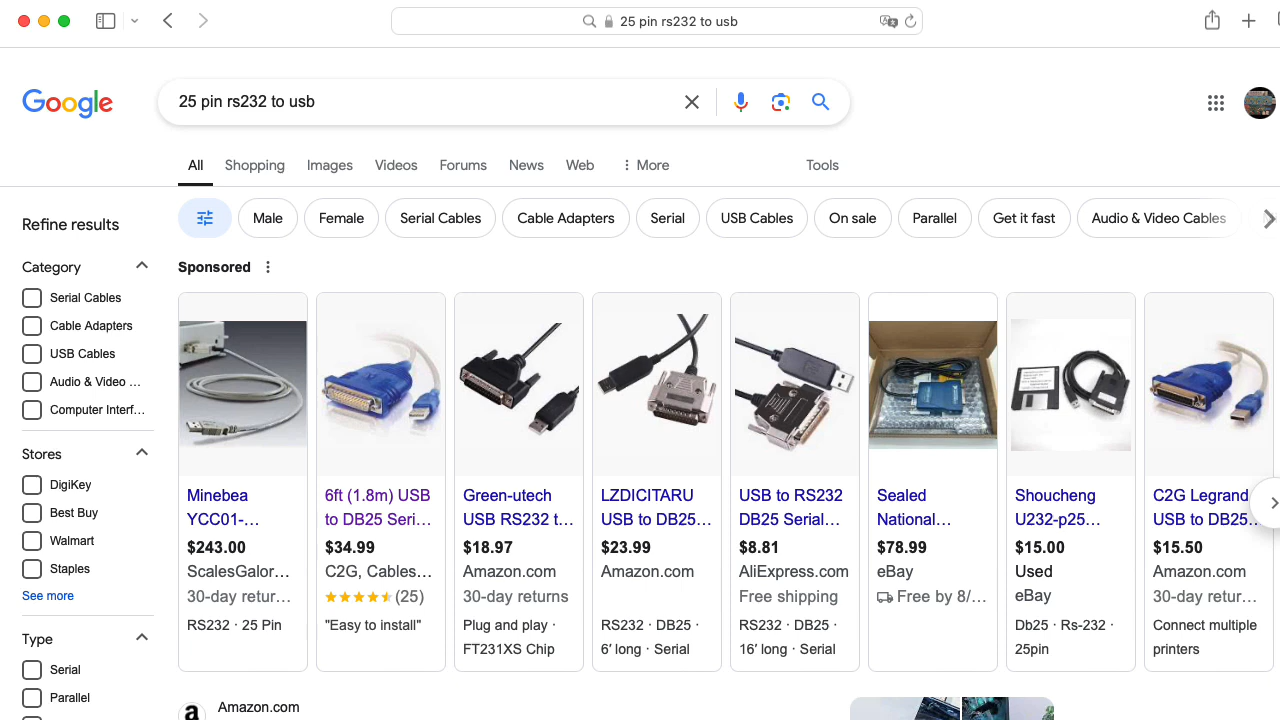 25 pin rs232 to usb
Google
25 pin rs232 to usb
All Shopping Images Videos Forums News Web More Tools
Male Female Serial Cables Cable Adapters Serial USB Cables On sale Parallel Get it fast Audio & Video Cables
Refine results
Category
Serial Cables
Cable Adapters
USB Cables
Audio & Video ...
Computer Interf...
Stores
DigiKey
Best Buy
Walmart
Staples
See more
Type
Serial
Parallel
Sponsored
Minebea
YCC01-...
$243.00
ScalesGalor...
30-day retur...
RS232 · 25 Pin
6ft (1.8m) USB
to DB25 Seri...
$34.99
C2G, Cables...
(25)
"Easy to install"
Green-utech
USB RS232 t...
$18.97
Amazon.com
30-day returns
Plug and play ·
FT231XS Chip
LZDICITARU
USB to DB25...
$23.99
Amazon.com
RS232 · DB25 ·
6′ long · Serial
USB to RS232
DB25 Serial...
$8.81
AliExpress.com
Free shipping
RS232 · DB25 ·
16′ long · Serial
Sealed
National...
$78.99
eBay
Free by 8/...
Shoucheng
U232-p25...
$15.00
Used
eBay
Db25 · Rs-232 ·
25pin
C2G Legrand
USB to DB25...
$15.50
Amazon.com
30-day retur...
Connect multiple
printers
a
Amazon.com